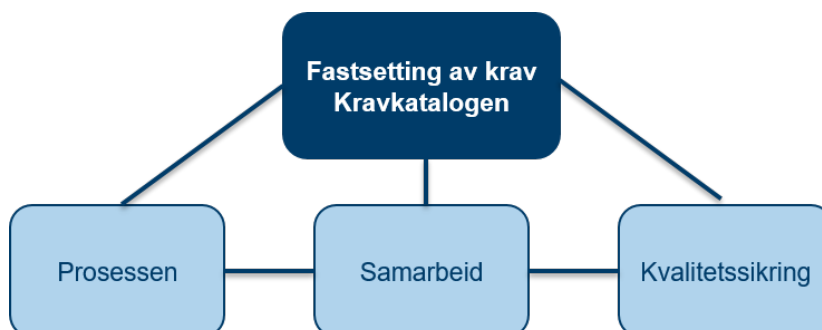 Fastsetting av krav
Kravkatalogen
Prosessen
Samarbeid
Kvalitetssikring